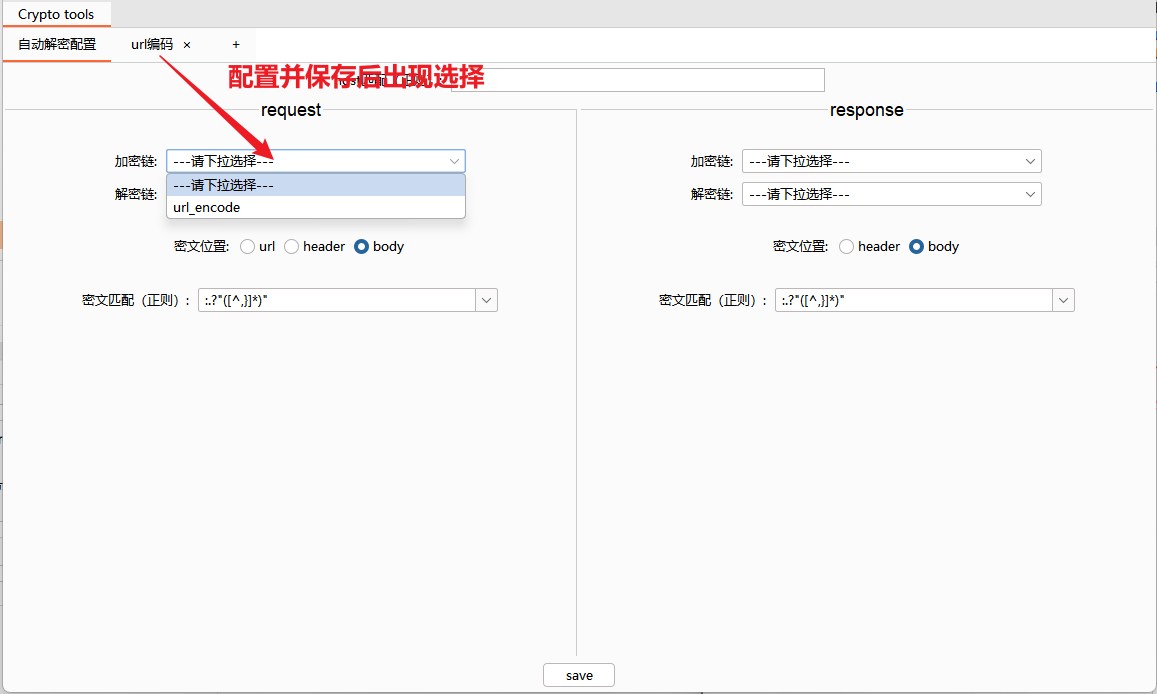 Crypto tools
自动解密配置 url编码 × +
配置并保存后出现选择
request
response
加密链: ---请下拉选择---
加密链: ---请下拉选择---
---请下拉选择---
解密链:
解密链: ---请下拉选择---
url_encode
密文位置: url header body
密文位置: header body
密文匹配（正则）: :.?"([^,}]*)"
密文匹配（正则）: :.?"([^,}]*)"
save